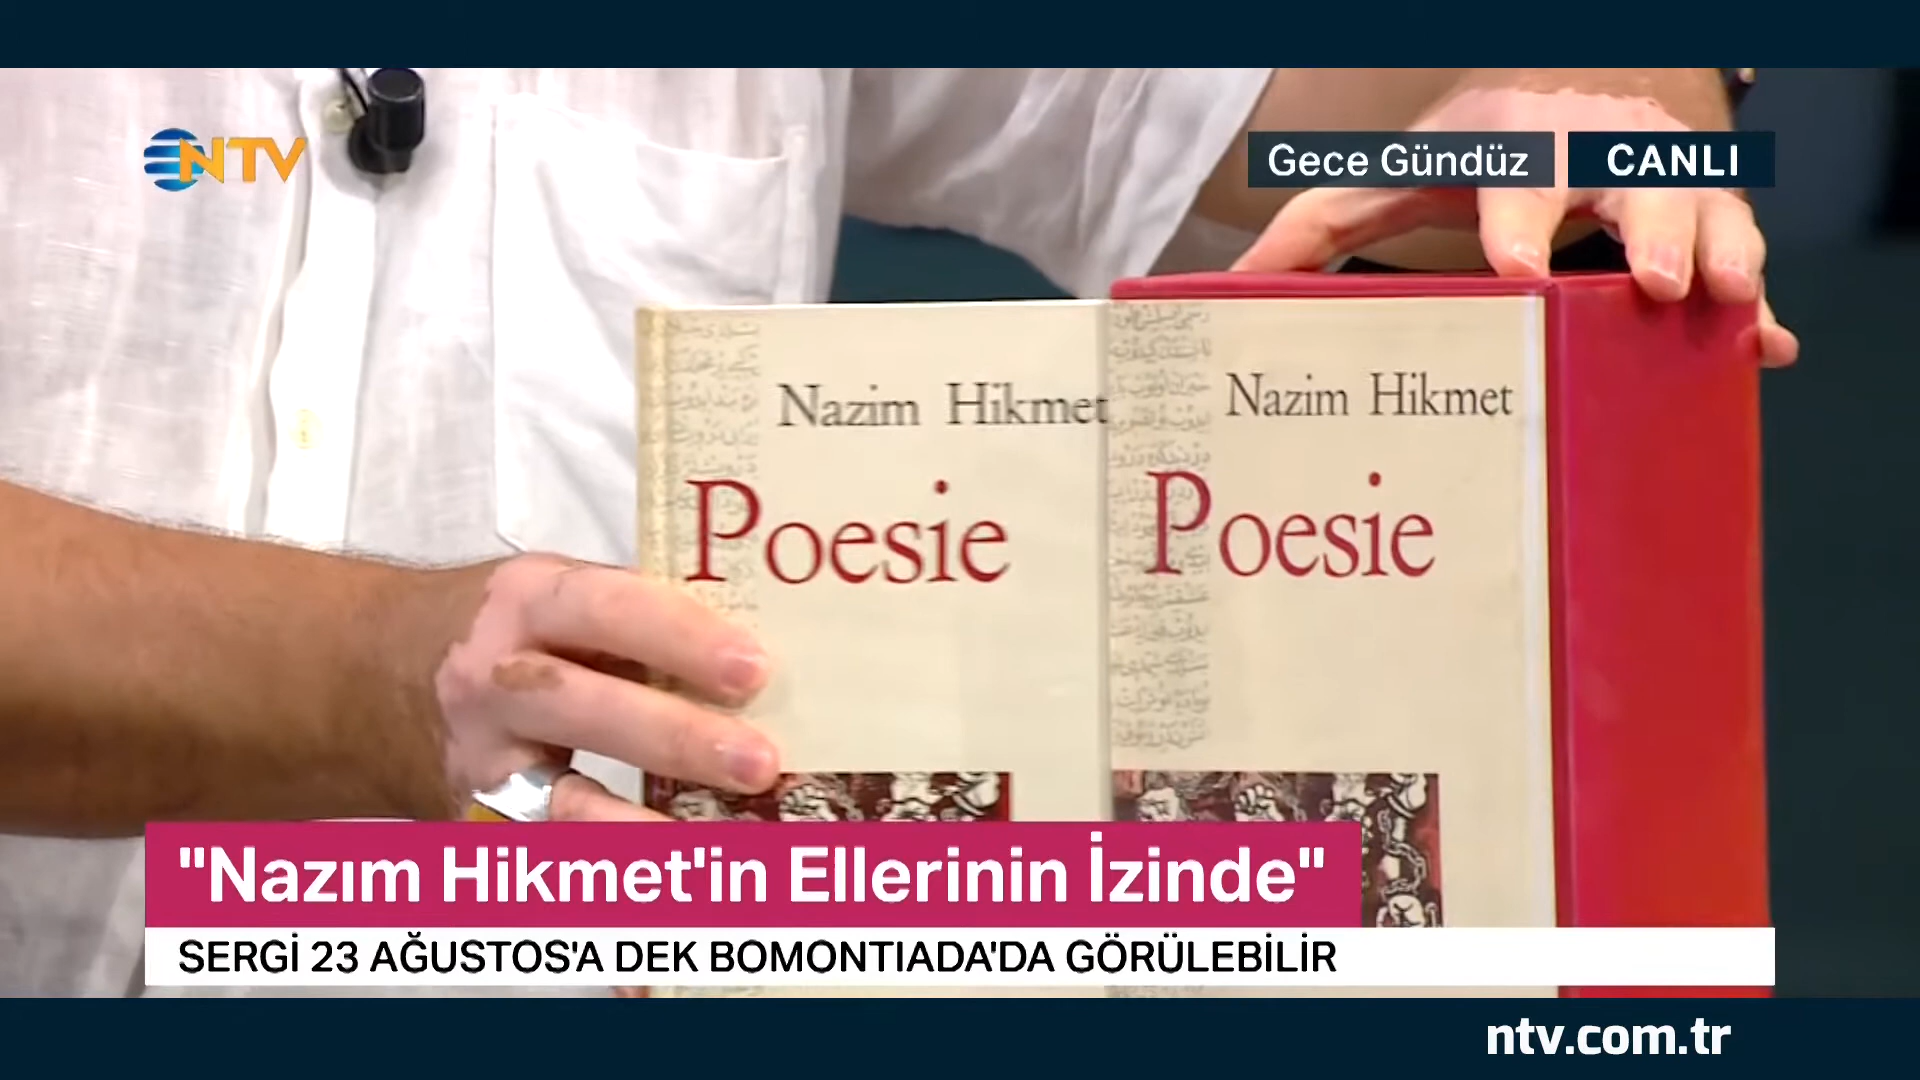 NTV
Gece Gündüz
CANLI
Nazim Hikmet
Poesie
Nazim Hikmet
Poesie
"Nazım Hikmet'in Ellerinin İzinde"
SERGİ 23 AĞUSTOS'A DEK BOMONTIADA'DA GÖRÜLEBİLİR
ntv.com.tr